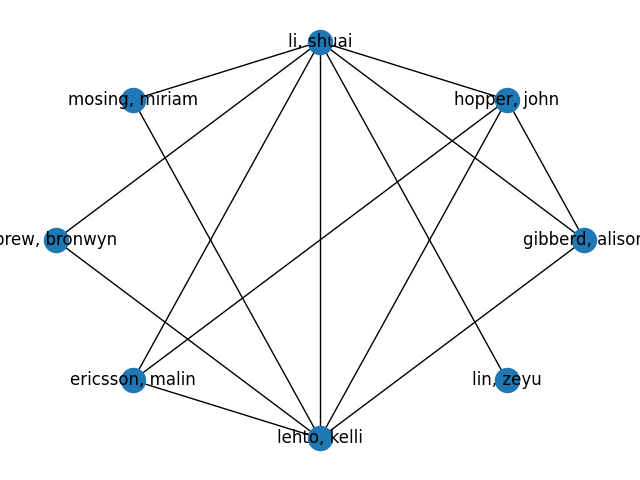 li, shuai
mosing, miriam
hopper, john
brew, bronwyn
gibberd, alison
ericsson, malin
lin, zeyu
lehto, kelli